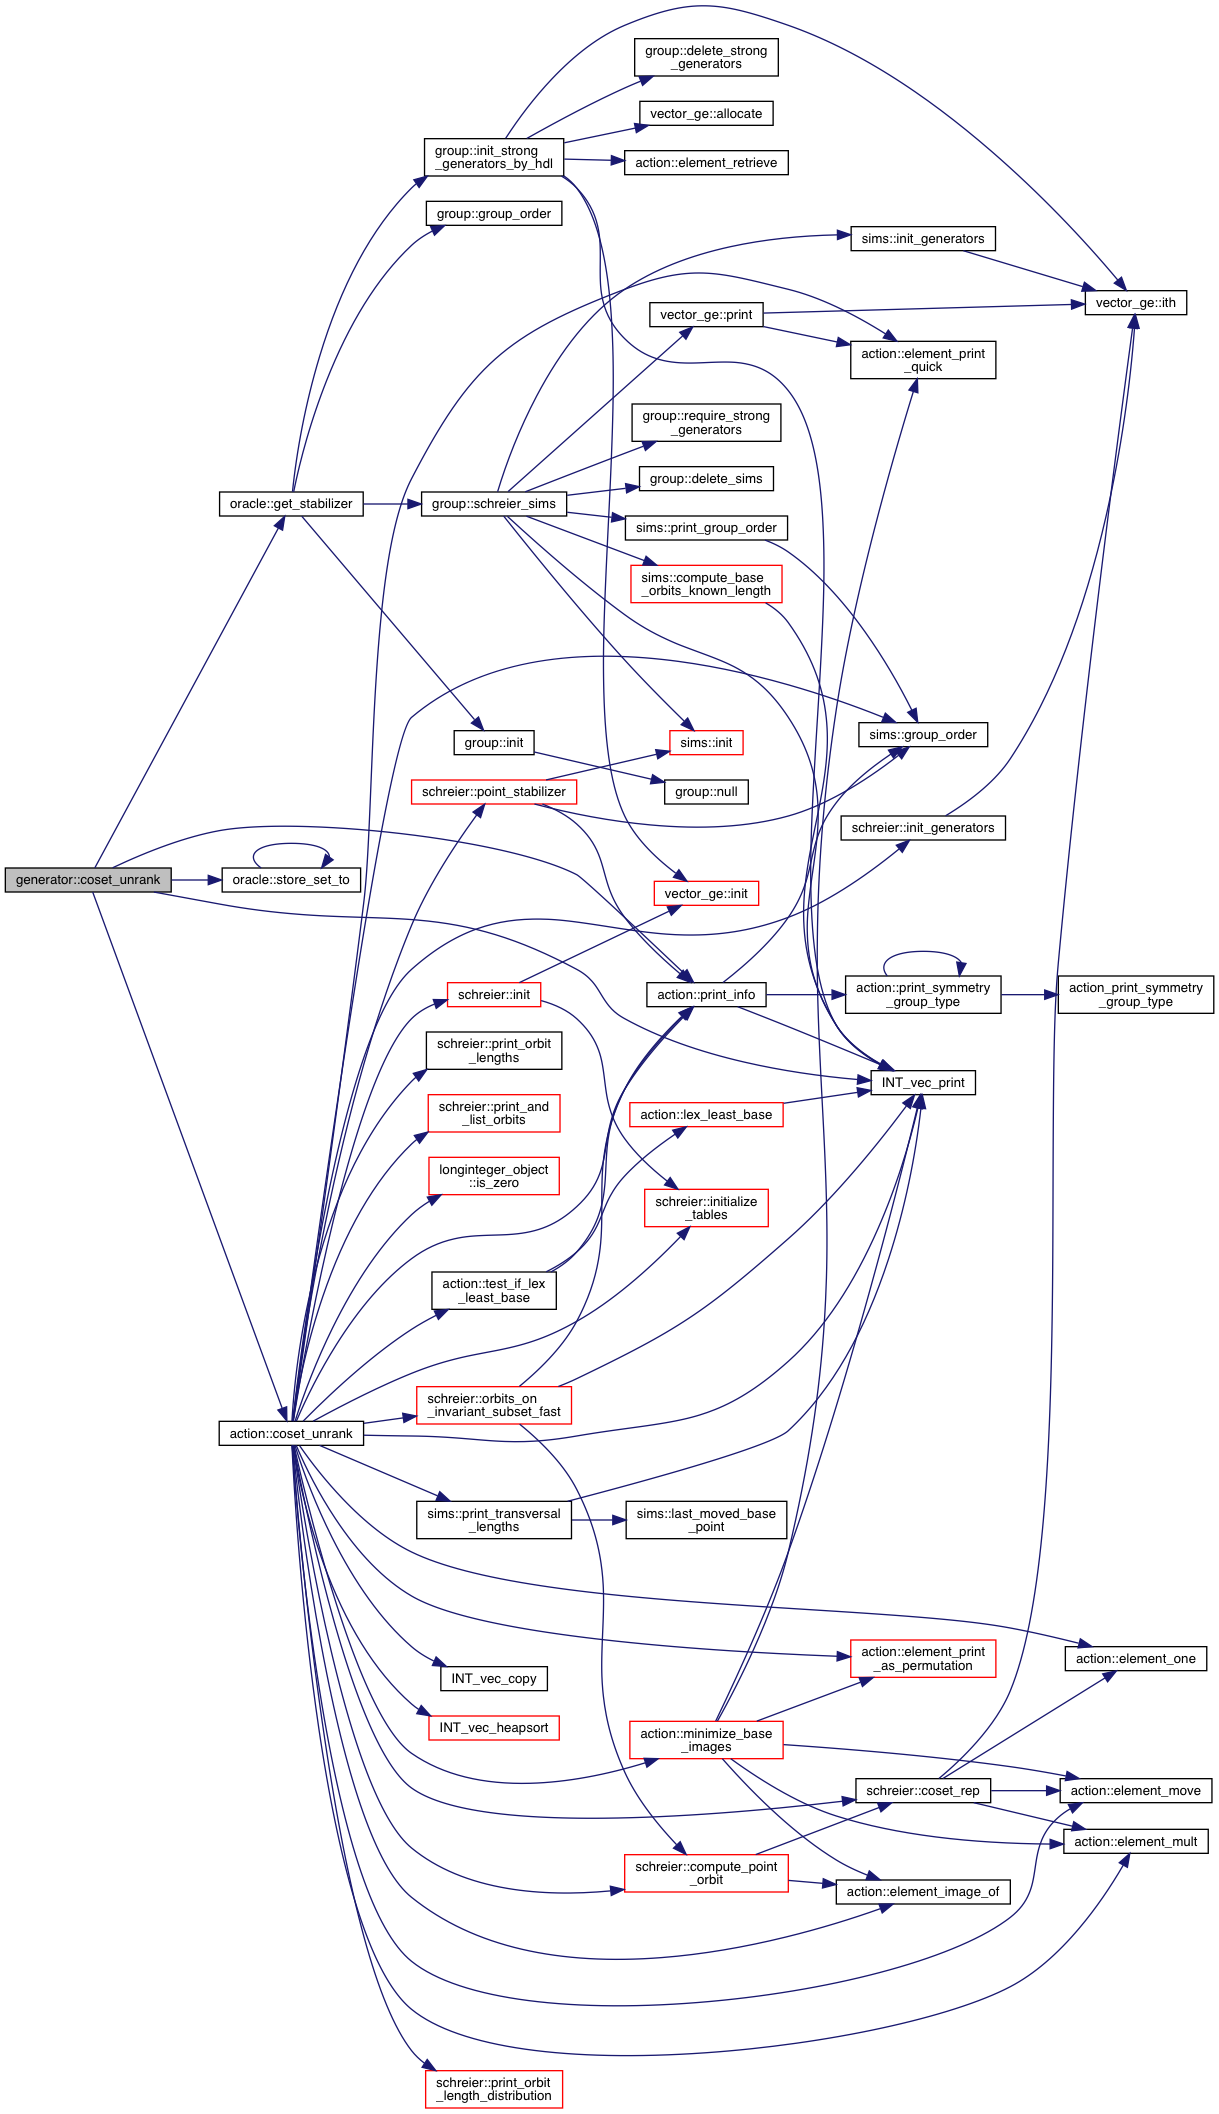 group::delete_strong
_generators
vector_ge::allocate
group::init_strong
_generators_by_hdl
action::element_retrieve
group::group_order
sims::init_generators
vector_ge::ith
vector_ge::print
action::element_print
_quick
group::require_strong
_generators
group::delete_sims
oracle::get_stabilizer
group::schreier_sims
sims::print_group_order
sims::compute_base
_orbits_known_length
sims::group_order
group::init
sims::init
schreier::point_stabilizer
group::null
schreier::init_generators
generator::coset_unrank
oracle::store_set_to
vector_ge::init
schreier::init
action::print_info
action::print_symmetry
_group_type
action_print_symmetry
_group_type
schreier::print_orbit
_lengths
INT_vec_print
schreier::print_and
_list_orbits
action::lex_least_base
longinteger_object
::is_zero
schreier::initialize
_tables
action::test_if_lex
_least_base
schreier::orbits_on
_invariant_subset_fast
action::coset_unrank
sims::print_transversal
_lengths
sims::last_moved_base
_point
action::element_print
_as_permutation
action::element_one
INT_vec_copy
INT_vec_heapsort
action::minimize_base
_images
schreier::coset_rep
action::element_move
action::element_mult
schreier::compute_point
_orbit
action::element_image_of
schreier::print_orbit
_length_distribution